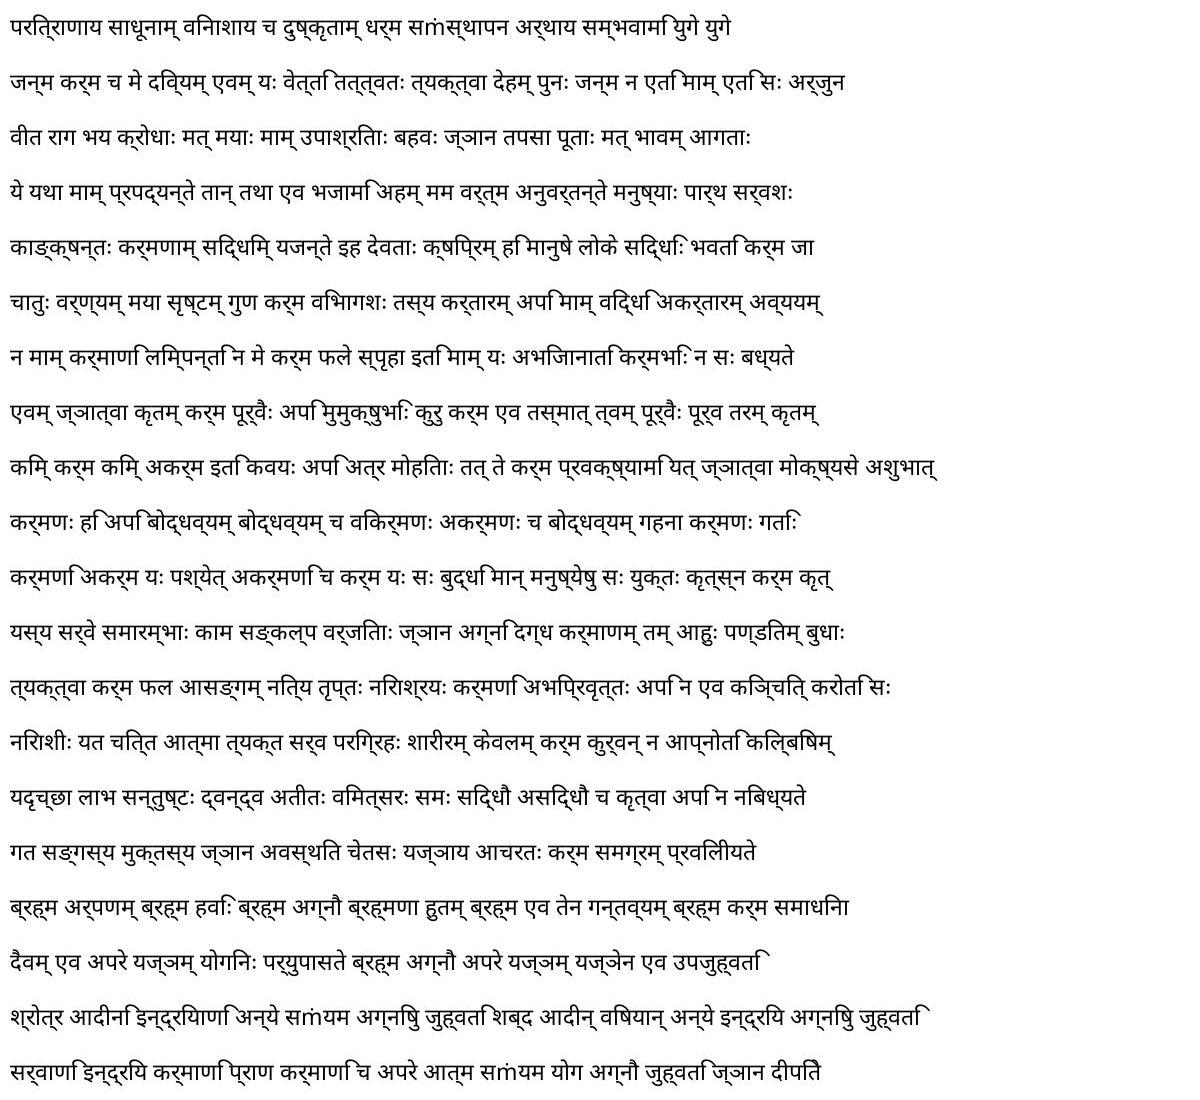 परित्राणाय साधूनाम् विनाशाय च दुष्कृताम् धर्म सṁस्थापन अर्थाय सम्भवामि युगे युगे
जन्म कर्म च मे दिव्यम् एवम् यः वेत्ति तत्त्वतः त्यक्त्वा देहम् पुनः जन्म न एति माम् एति सः अर्जुन
वीत राग भय क्रोधाः मत् मयाः माम् उपाश्रिताः बहवः ज्ञान तपसा पूताः मत् भावम् आगताः
ये यथा माम् प्रपद्यन्ते तान् तथा एव भजामि अहम् मम वर्त्म अनुवर्तन्ते मनुष्याः पार्थ सर्वशः
काङ्क्षन्तः कर्मणाम् सिद्धिम् यजन्ते इह देवताः क्षिप्रम् हि मानुषे लोके सिद्धिः भवति कर्म जा
चातुः वर्ण्यम् मया सृष्टम् गुण कर्म विभागशः तस्य कर्तारम् अपि माम् विद्धि अकर्तारम् अव्ययम्
न माम् कर्माणि लिम्पन्ति न मे कर्म फले स्पृहा इति माम् यः अभिजानाति कर्मभिः न सः बध्यते
एवम् ज्ञात्वा कृतम् कर्म पूर्वैः अपि मुमुक्षुभिः कुरु कर्म एव तस्मात् त्वम् पूर्वैः पूर्व तरम् कृतम्
किम् कर्म किम् अकर्म इति कवयः अपि अत्र मोहिताः तत् ते कर्म प्रवक्ष्यामि यत् ज्ञात्वा मोक्ष्यसे अशुभात्
कर्मणः हि अपि बोद्धव्यम् बोद्धव्यम् च विकर्मणः अकर्मणः च बोद्धव्यम् गहना कर्मणः गतिः
कर्मणि अकर्म यः पश्येत् अकर्मणि च कर्म यः सः बुद्धि मान् मनुष्येषु सः युक्तः कृत्स्न कर्म कृत्
यस्य सर्वे समारम्भाः काम सङ्कल्प वर्जिताः ज्ञान अग्नि दग्ध कर्माणम् तम् आहुः पण्डितम् बुधाः
त्यक्त्वा कर्म फल आसङ्गम् नित्य तृप्तः निराश्रयः कर्मणि अभिप्रवृत्तः अपि न एव किञ्चित् करोति सः
निराशीः यत चित्त आत्मा त्यक्त सर्व परिग्रहः शारीरम् केवलम् कर्म कुर्वन् न आप्नोति किल्बिषम्
यदृच्छा लाभ सन्तुष्टः द्वन्द्व अतीतः विमत्सरः समः सिद्धौ असिद्धौ च कृत्वा अपि न निबध्यते
गत सङ्गस्य मुक्तस्य ज्ञान अवस्थित चेतसः यज्ञाय आचरतः कर्म समग्रम् प्रविलीयते
ब्रह्म अर्पणम् ब्रह्म हविः ब्रह्म अग्नौ ब्रह्मणा हुतम् ब्रह्म एव तेन गन्तव्यम् ब्रह्म कर्म समाधिना
दैवम् एव अपरे यज्ञम् योगिनः पर्युपासते ब्रह्म अग्नौ अपरे यज्ञम् यज्ञेन एव उपजुह्वति
श्रोत्र आदीनि इन्द्रियाणि अन्ये सṁयम अग्निषु जुह्वति शब्द आदीन् विषयान् अन्ये इन्द्रिय अग्निषु जुह्वति
सर्वाणि इन्द्रिय कर्माणि प्राण कर्माणि च अपरे आत्म सṁयम योग अग्नौ जुह्वति ज्ञान दीपिते